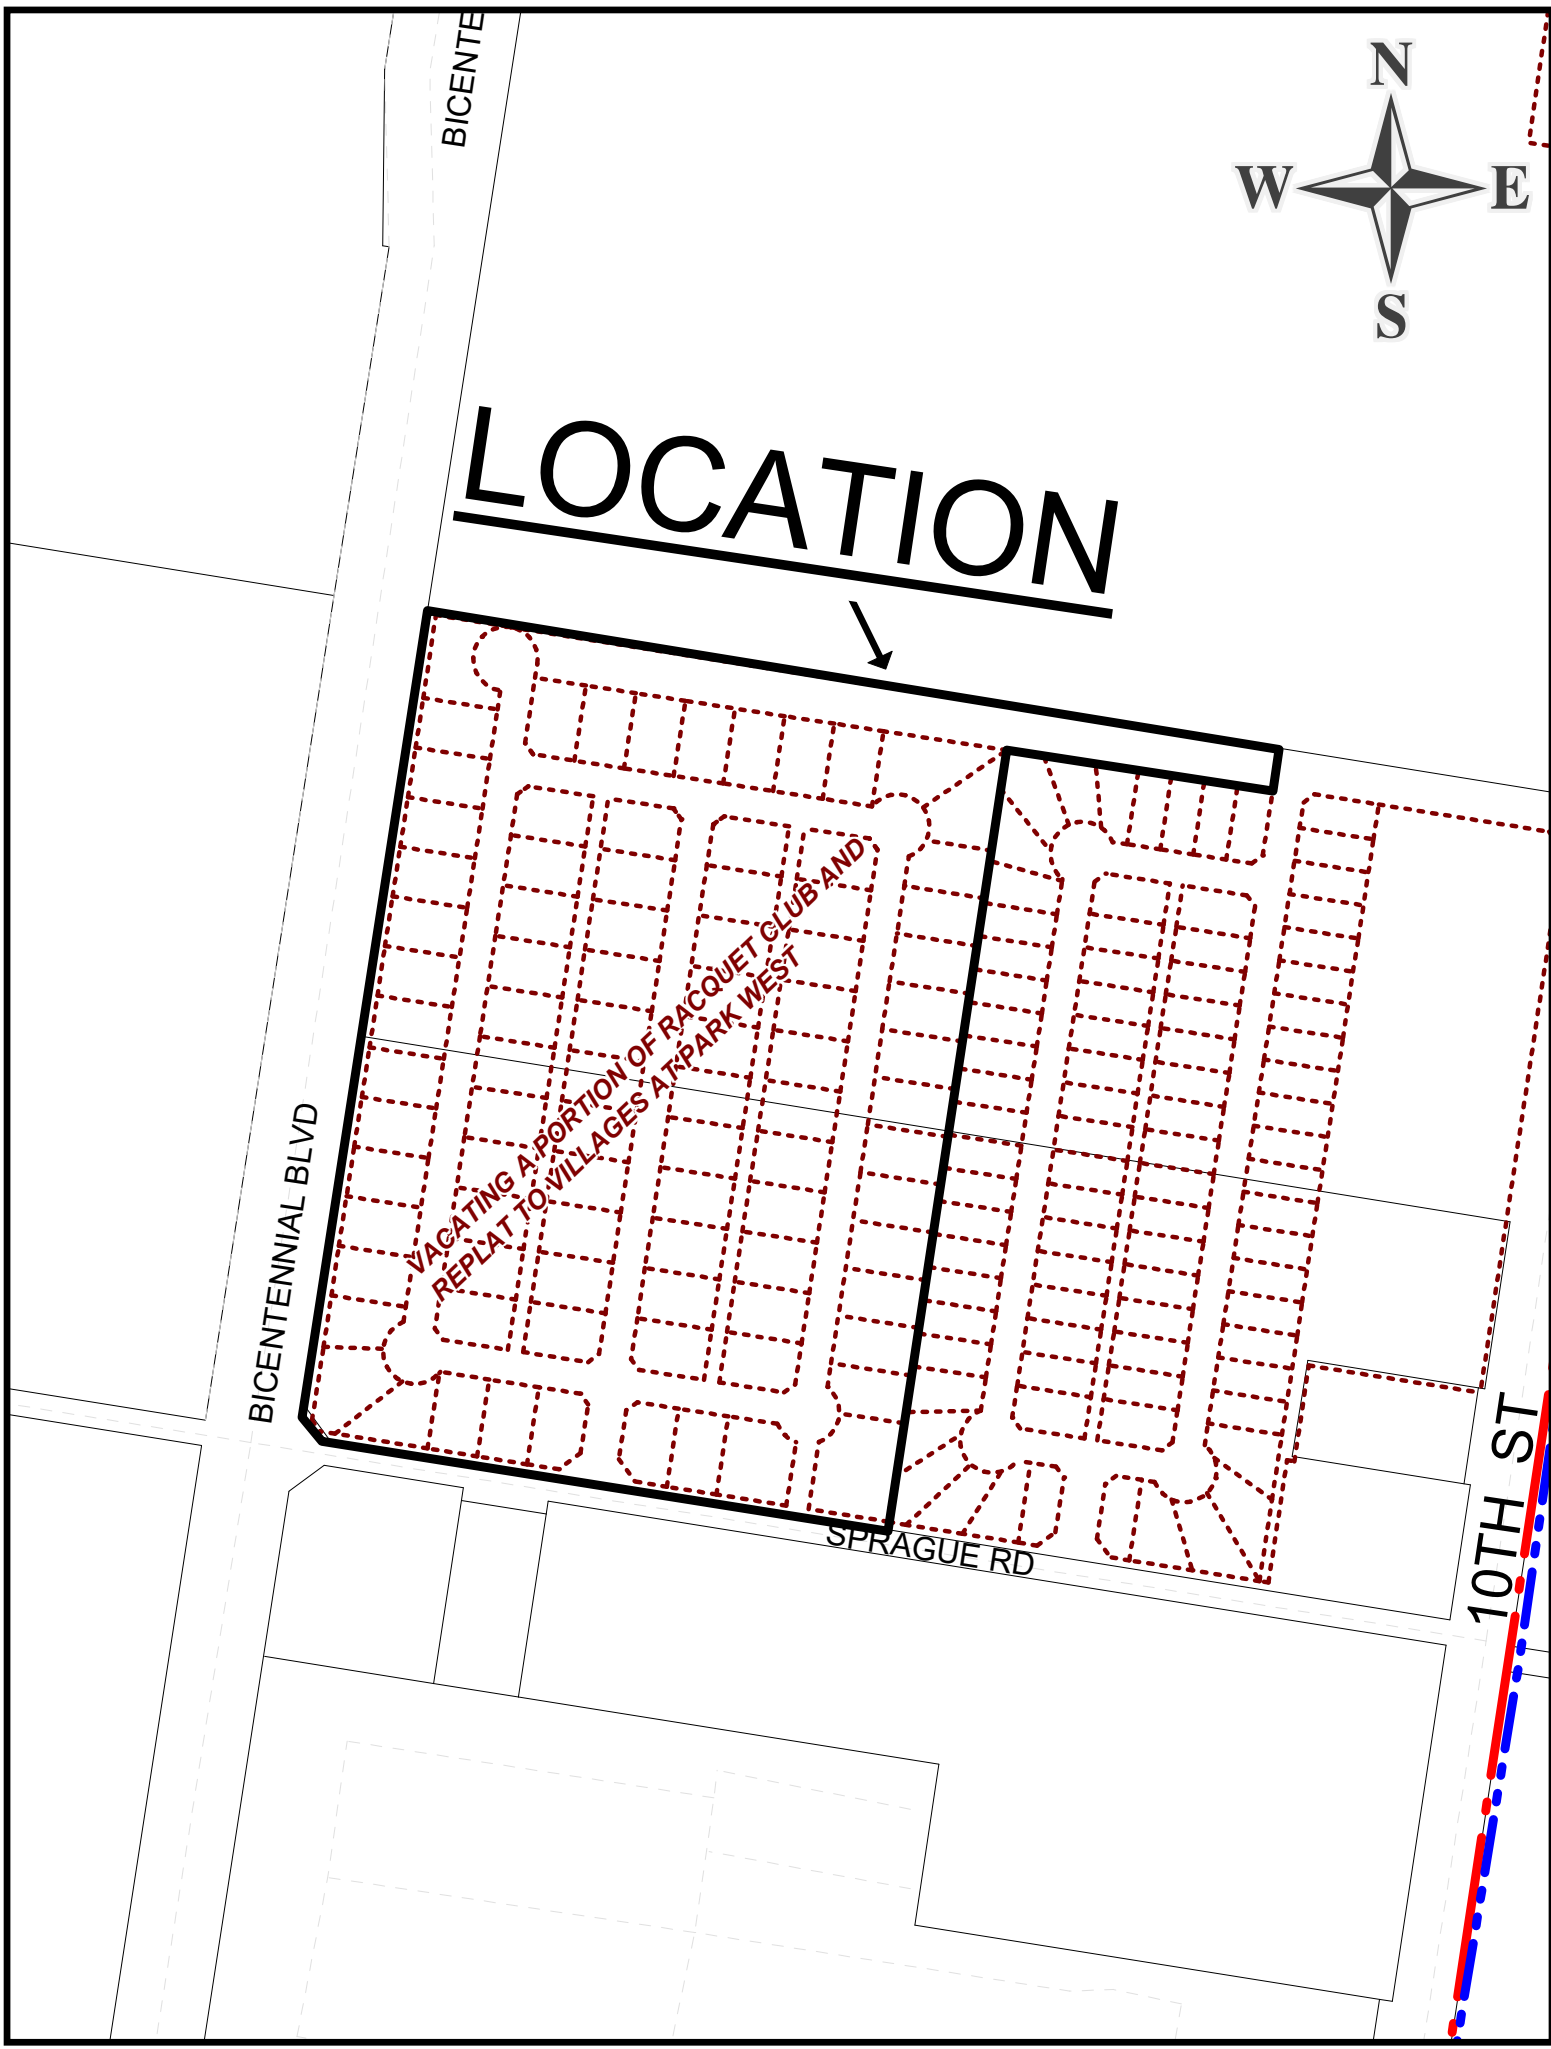 BICENTE
N
W
E
S
LOCATION
VACATING A PORTION OF RACQUET CLUB AND
REPLAT TO VILLAGES AT PARK WEST
BICENTENNIAL BLVD
SPRAGUE RD
10TH ST